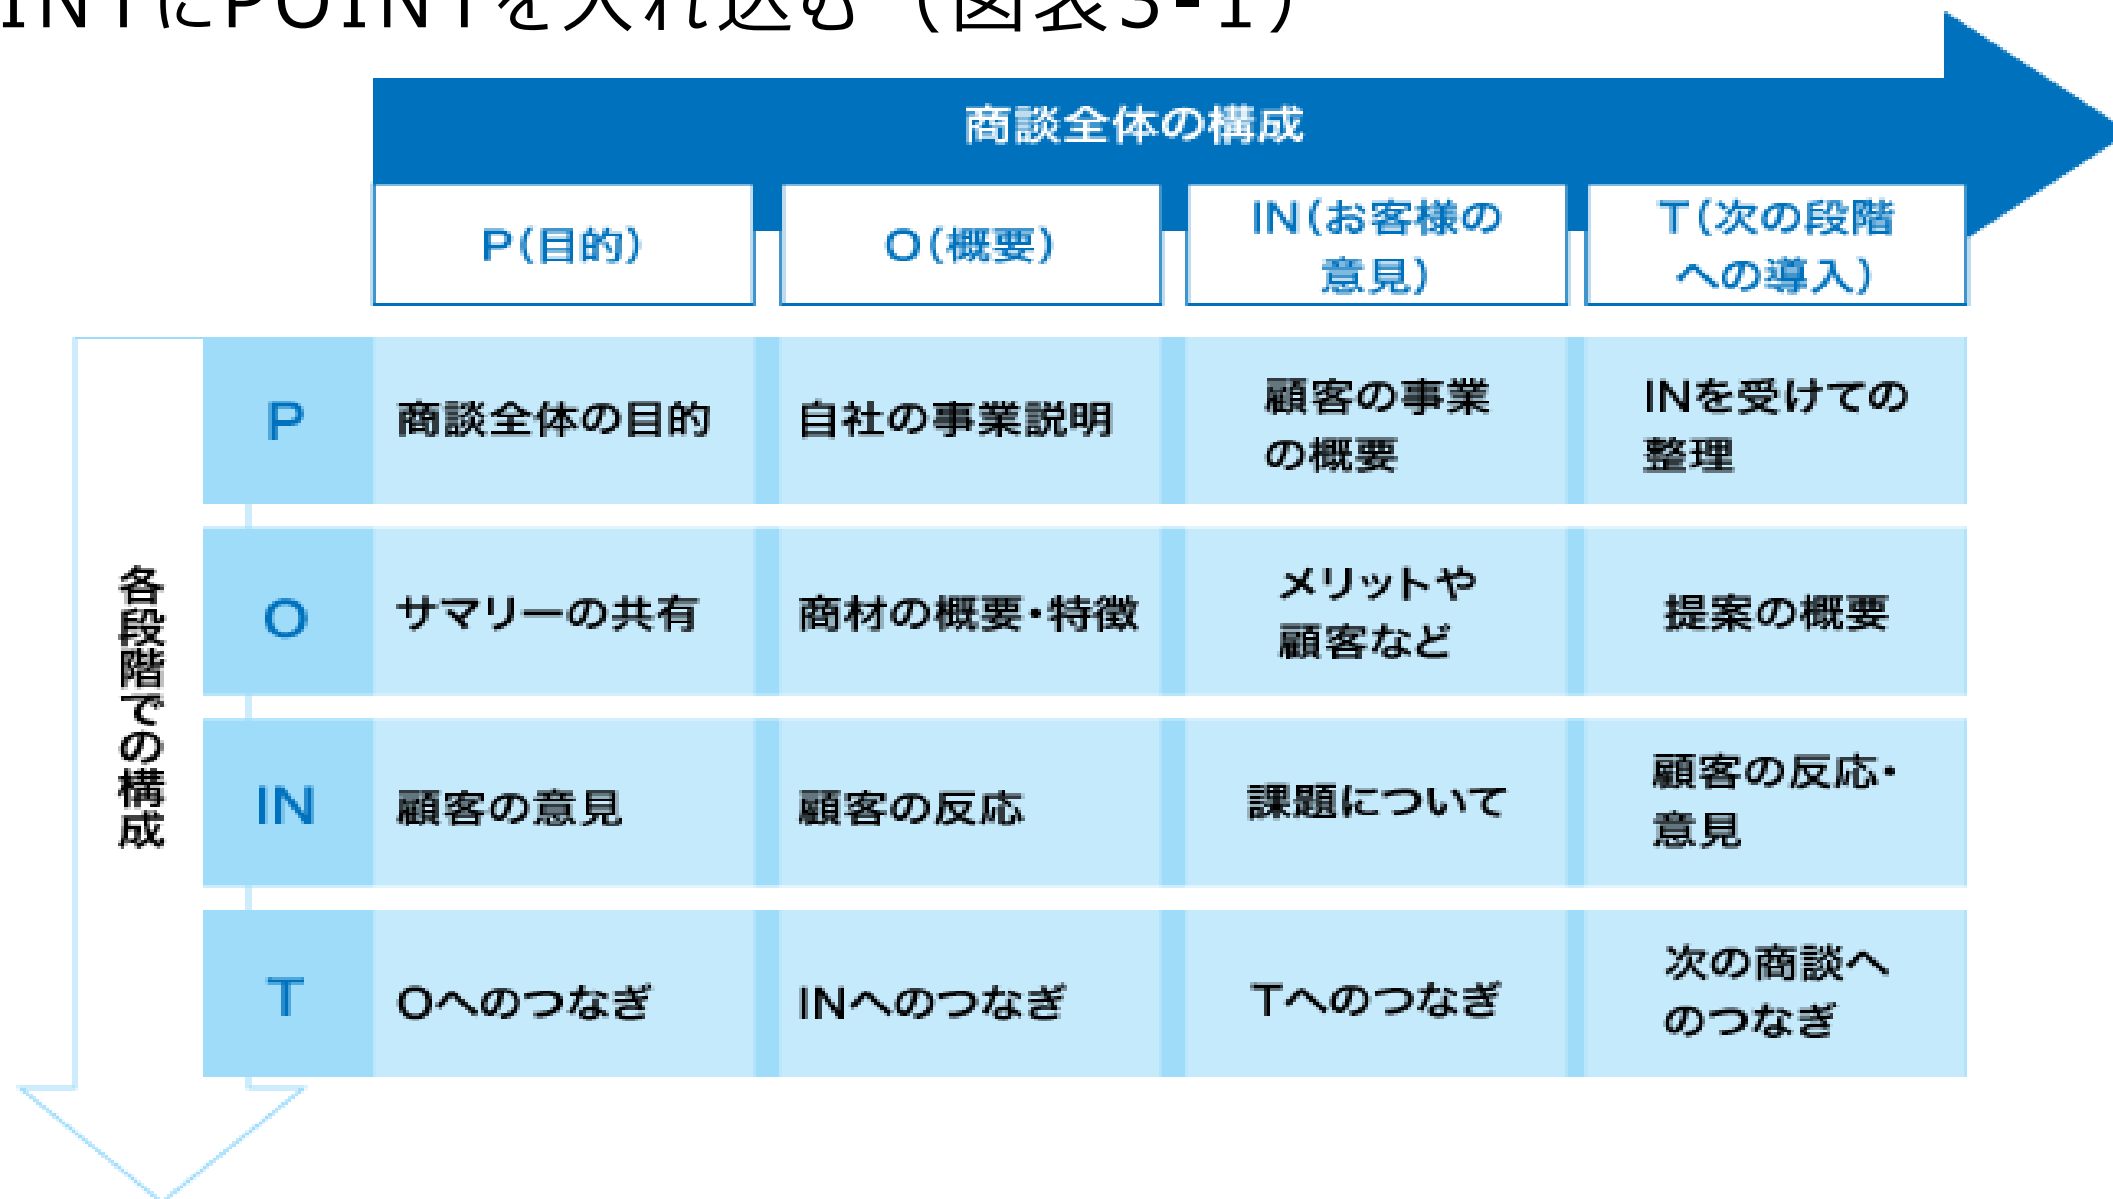 INTにPOINTを入れ込む（図表3-1）
商談全体の構成
P（目的）
O（概要）
IN（お客様の
意見）
T（次の段階
への導入）
各段階での構成
P
商談全体の目的
自社の事業説明
顧客の事業
の概要
INを受けての
整理
O
サマリーの共有
商材の概要・特徴
メリットや
顧客など
提案の概要
IN
顧客の意見
顧客の反応
課題について
顧客の反応・
意見
T
Oへのつなぎ
INへのつなぎ
Tへのつなぎ
次の商談へ
のつなぎ